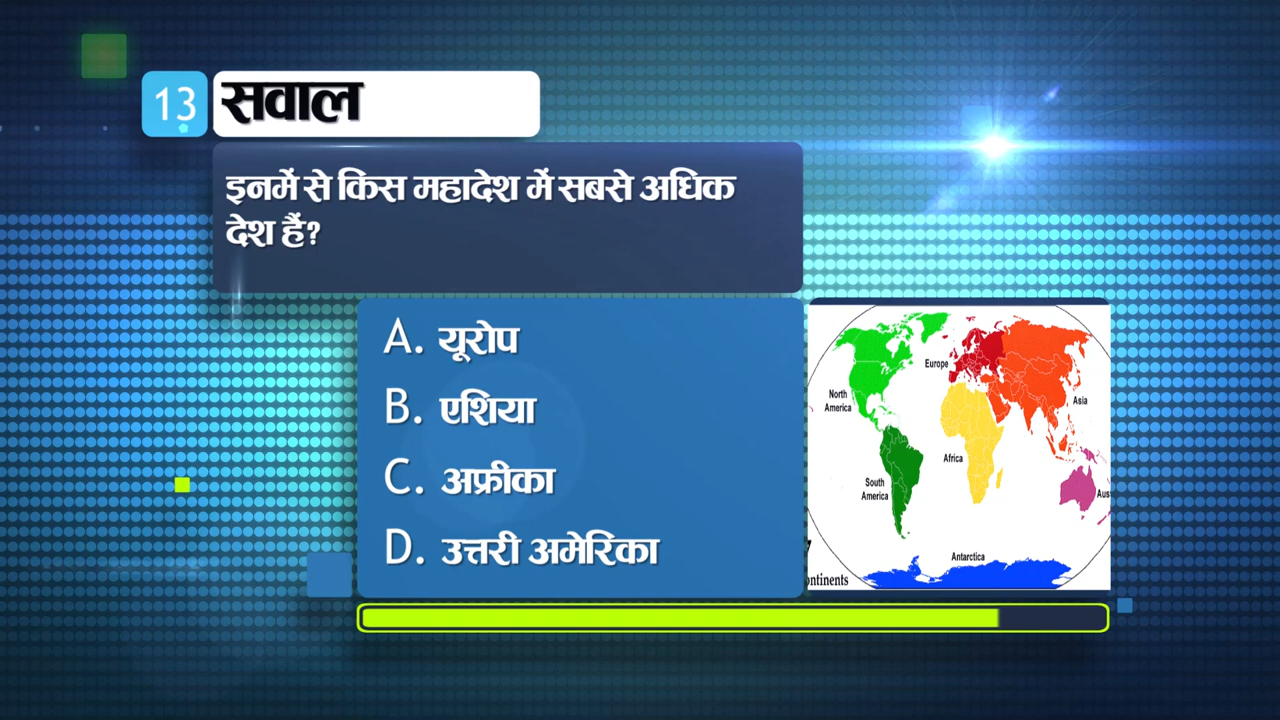 13 सवाल
इनमें से किस महादेश में सबसे अधिक
देश हैं?
A. यूरोप
B. एशिया
C. अफ्रीका
D. उत्तरी अमेरिका
Europe
North
America
Asia
Africa
South
America
Aus
Antarctica
ontinents